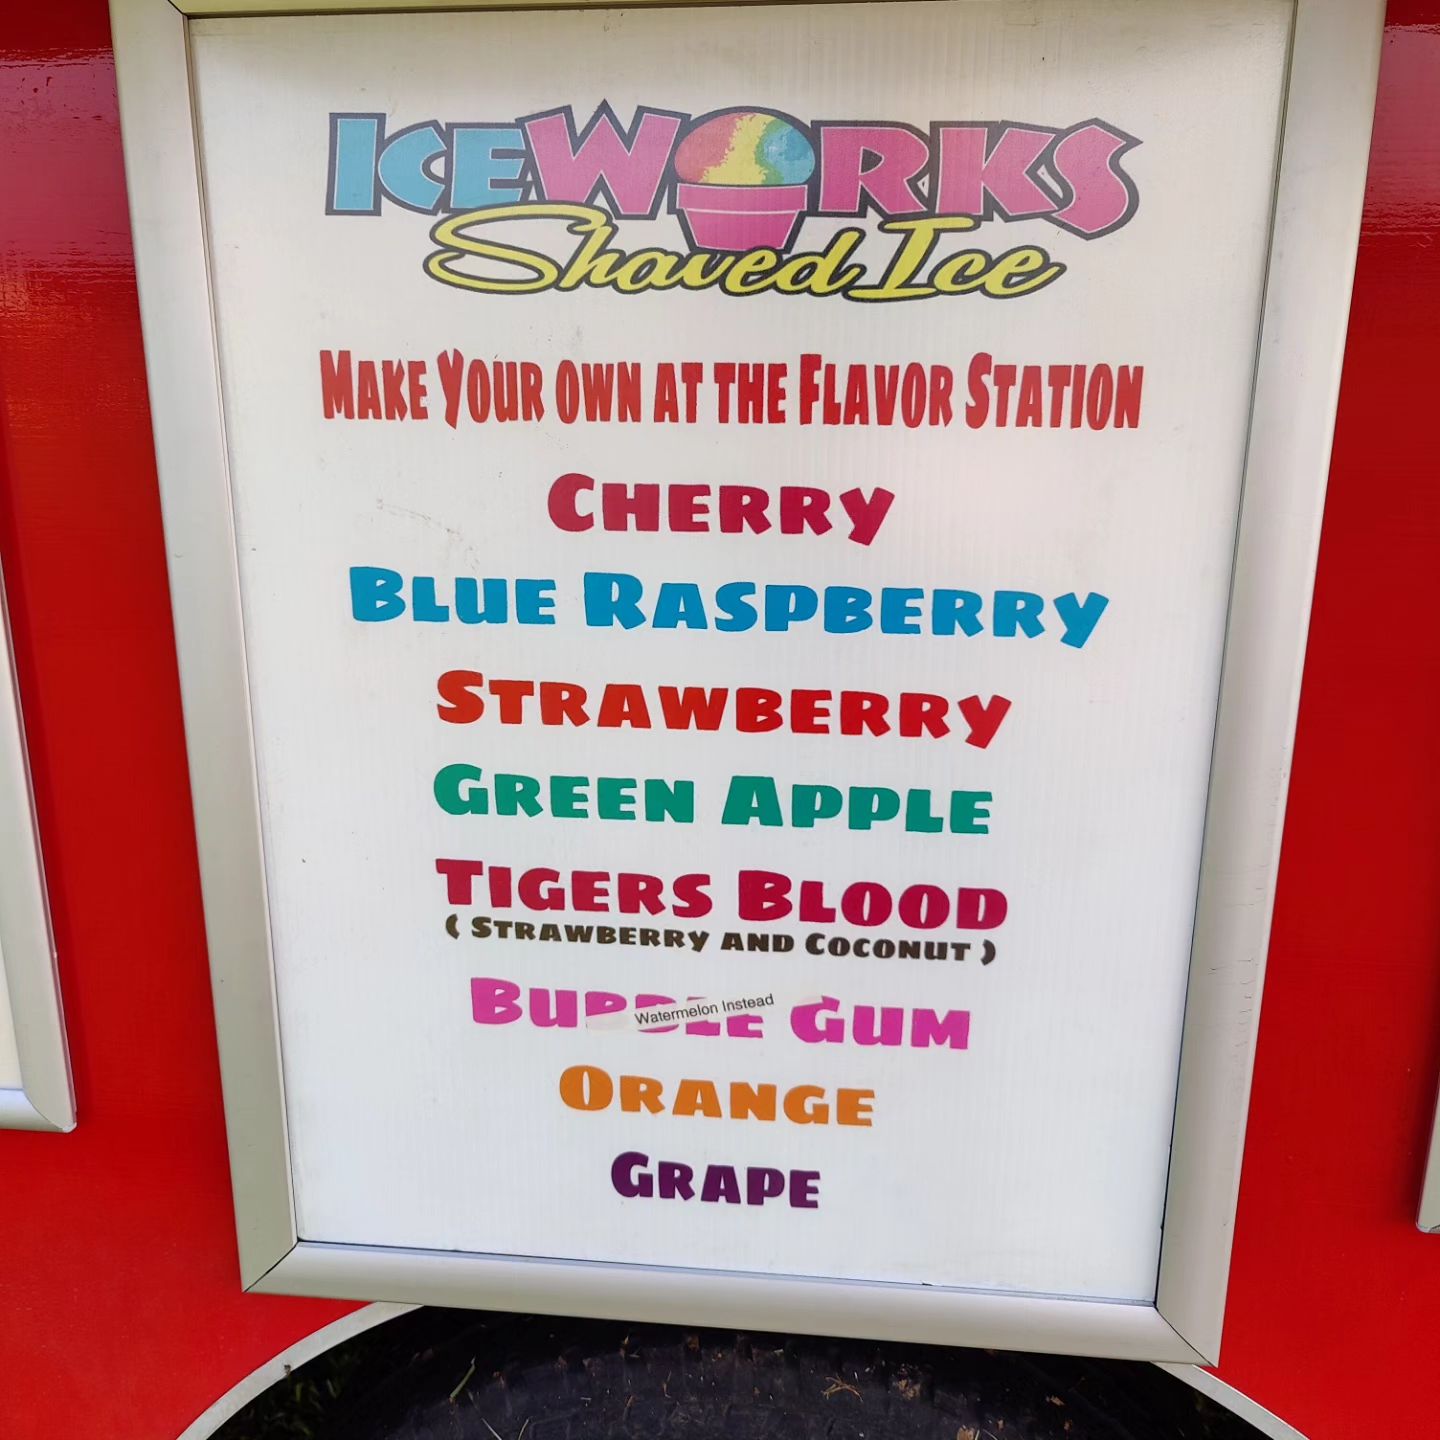 ICEWORKS
Shaved Ice
MAKE YOUR OWN AT THE FLAVOR STATION
CHERRY
BLUE RASPBERRY
STRAWBERRY
GREEN APPLE
TIGERS BLOOD
( STRAWBERRY AND COCONUT )
BUBBLE GUM
Watermelon Instead
ORANGE
GRAPE